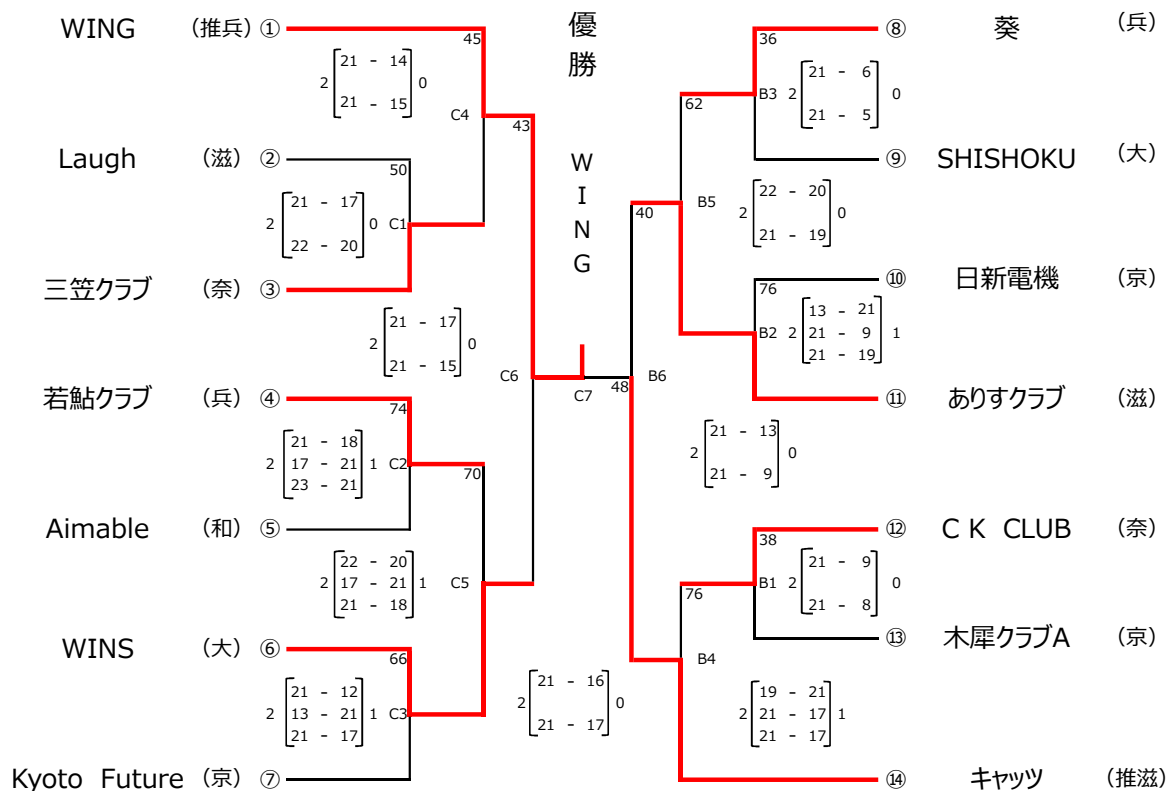 WING (推兵) ①
45
2 21 - 14 0
21 - 15
C4
43
Laugh (滋) ②
50
2 21 - 17 0 C1
22 - 20
三笠クラブ (奈) ③
2 21 - 17 0
21 - 15
C6
若鮎クラブ (兵) ④
74
21 - 18
2 17 - 21 1 C2
23 - 21
70
Aimable (和) ⑤
22 - 20
2 17 - 21 1 C5
21 - 18
WINS (大) ⑥
66
21 - 12
2 13 - 21 1 C3
21 - 17
Kyoto Future (京) ⑦
優勝
WING
C7
48
2 21 - 16 0
21 - 17
⑧ 葵 (兵)
36
B3 2 21 - 6 0
21 - 5
62
⑨ SHISHOKU (大)
B5
2 22 - 20 0
21 - 19
40
⑩ 日新電機 (京)
76
13 - 21
B2 2 21 - 9 1
21 - 19
B6
⑪ ありすクラブ (滋)
2 21 - 13 0
21 - 9
⑫ C K CLUB (奈)
38
B1 2 21 - 9 0
21 - 8
76
⑬ 木犀クラブA (京)
B4
19 - 21
2 21 - 17 1
21 - 17
⑭ キャッツ (推滋)